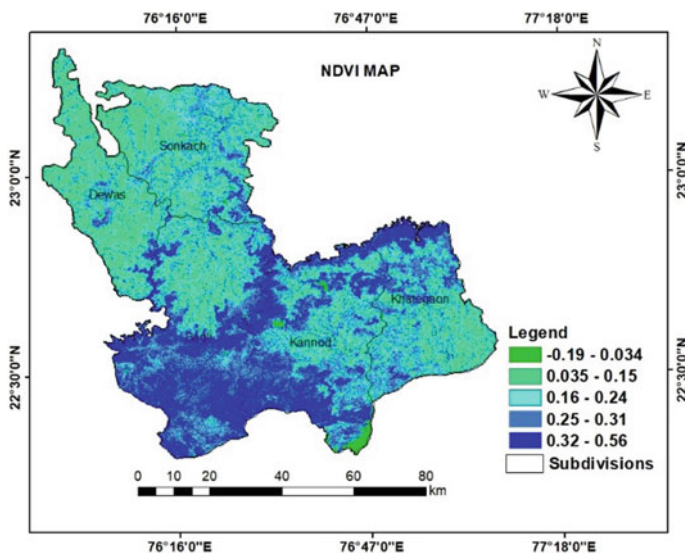 76°16'0"E 76°47'0"E 77°18'0"E
NDVI MAP
N
W E
S
Sonkach
23°0'0"N 23°0'0"N
Dewas
Khategaon
Legend
Kannod
-0.19 - 0.034
0.035 - 0.15
22°30'0"N 22°30'0"N
0.16 - 0.24
0.25 - 0.31
0.32 - 0.56
Subdivisions
0 10 20 40 60 80
km
76°16'0"E 76°47'0"E 77°18'0"E